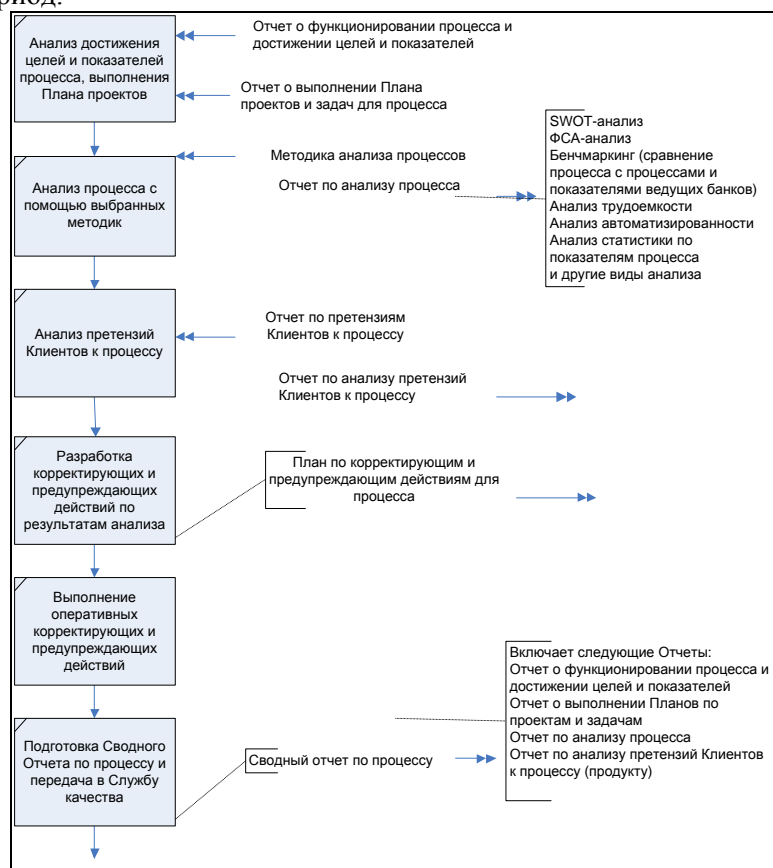 риод.
Анализ достижения
целей и показателей
процесса, выполнения
Плана проектов
Отчет о функционировании процесса и
достижении целей и показателей
Отчет о выполнении Плана
проектов и задач для процесса
Анализ процесса с
помощью выбранных
методик
Методика анализа процессов
Отчет по анализу процесса
SWOT-анализ
ФСА-анализ
Бенчмаркинг (сравнение
процесса с процессами и
показателями ведущих банков)
Анализ трудоемкости
Анализ автоматизированности
Анализ статистики по
показателям процесса
и другие виды анализа
Анализ претензий
Клиентов к процессу
Отчет по претензиям
Клиентов к процессу
Отчет по анализу претензий
Клиентов к процессу
Разработка
корректирующих и
предупреждающих
действий по
результатам анализа
План по корректирующим и
предупреждающим действиям для
процесса
Выполнение
оперативных
корректирующих и
предупреждающих
действий
Подготовка Сводного
Отчета по процессу и
передача в Службу
качества
Сводный отчет по процессу
Включает следующие Отчеты:
Отчет о функционировании процесса и
достижении целей и показателей
Отчет о выполнении Планов по
проектам и задачам
Отчет по анализу процесса
Отчет по анализу претензий Клиентов
к процессу (продукту)